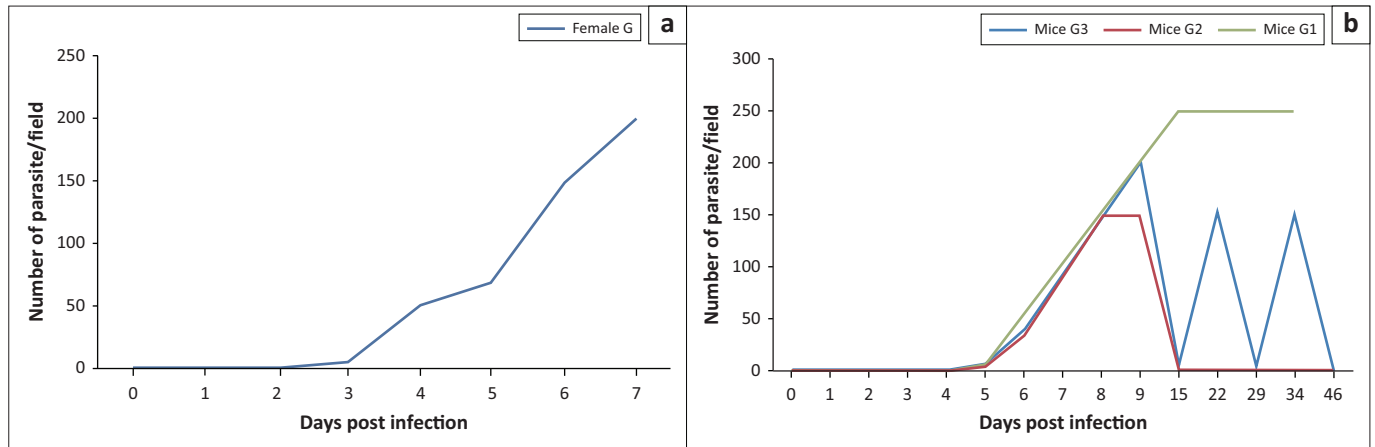 Female G
a
250
200
150
100
50
0
Number of parasite/field
0 1 2 3 4 5 6 7
Days post infection
Mice G3 Mice G2 Mice G1
b
300
250
200
150
100
50
0
Number of parasite/field
0 1 2 3 4 5 6 7 8 9 15 22 29 34 46
Days post infection